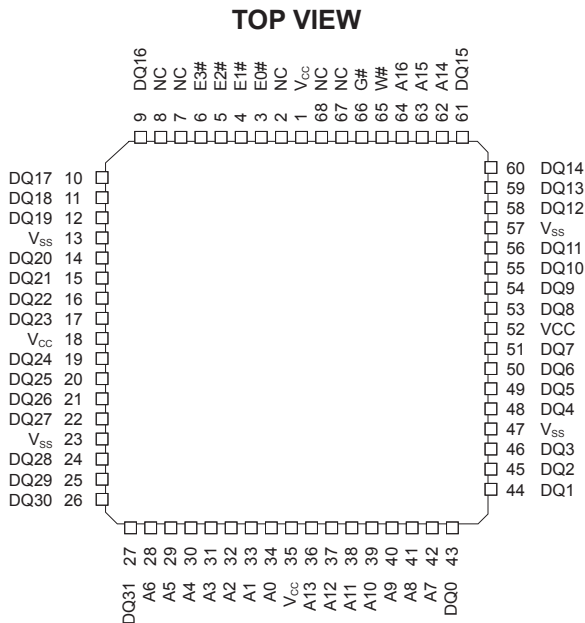 TOP VIEW
DQ16 NC NC E3# E2# E1# E0# NC VCC NC NC G# W# A16 A15 A14 DQ15
9 8 7 6 5 4 3 2 1 68 67 66 65 64 63 62 61
DQ17 10
DQ18 11
DQ19 12
VSS 13
DQ20 14
DQ21 15
DQ22 16
DQ23 17
VCC 18
DQ24 19
DQ25 20
DQ26 21
DQ27 22
VSS 23
DQ28 24
DQ29 25
DQ30 26
60 DQ14
59 DQ13
58 DQ12
57 VSS
56 DQ11
55 DQ10
54 DQ9
53 DQ8
52 VCC
51 DQ7
50 DQ6
49 DQ5
48 DQ4
47 VSS
46 DQ3
45 DQ2
44 DQ1
27 28 29 30 31 32 33 34 35 36 37 38 39 40 41 42 43
DQ31 A6 A5 A4 A3 A2 A1 A0 VCC A13 A12 A11 A10 A9 A8 A7 DQ0